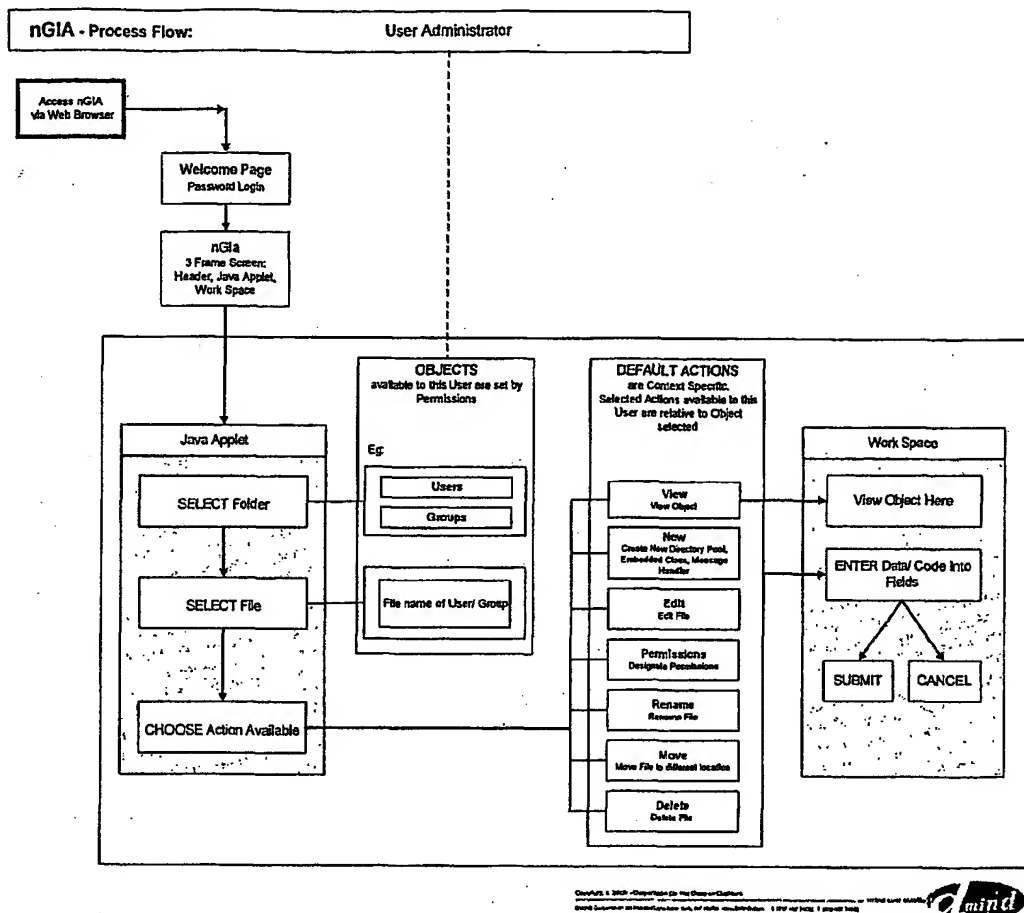 nGIA - Process Flow: User Administrator
Access nGIA
via Web Browser
Welcome Page
Password Login
nGIa
3 Frame Screen:
Header, Java Applet,
Work Space
OBJECTS
available to this User are set by
Permissions
Eg:
Users
Groups
File name of User/ Group
DEFAULT ACTIONS
are Context Specific.
Selected Actions available to this
User are relative to Object
selected
View
View Object
New
Create New Directory Pool,
Embedded Class, Message
Handler
Edit
Edit File
Permissions
Designate Permissions
Rename
Rename File
Move
Move File to different location
Delete
Delete File
Java Applet
SELECT Folder
SELECT File
CHOOSE Action Available
Work Space
View Object Here
ENTER Data/ Code Into
Fields
SUBMIT
CANCEL
dmind